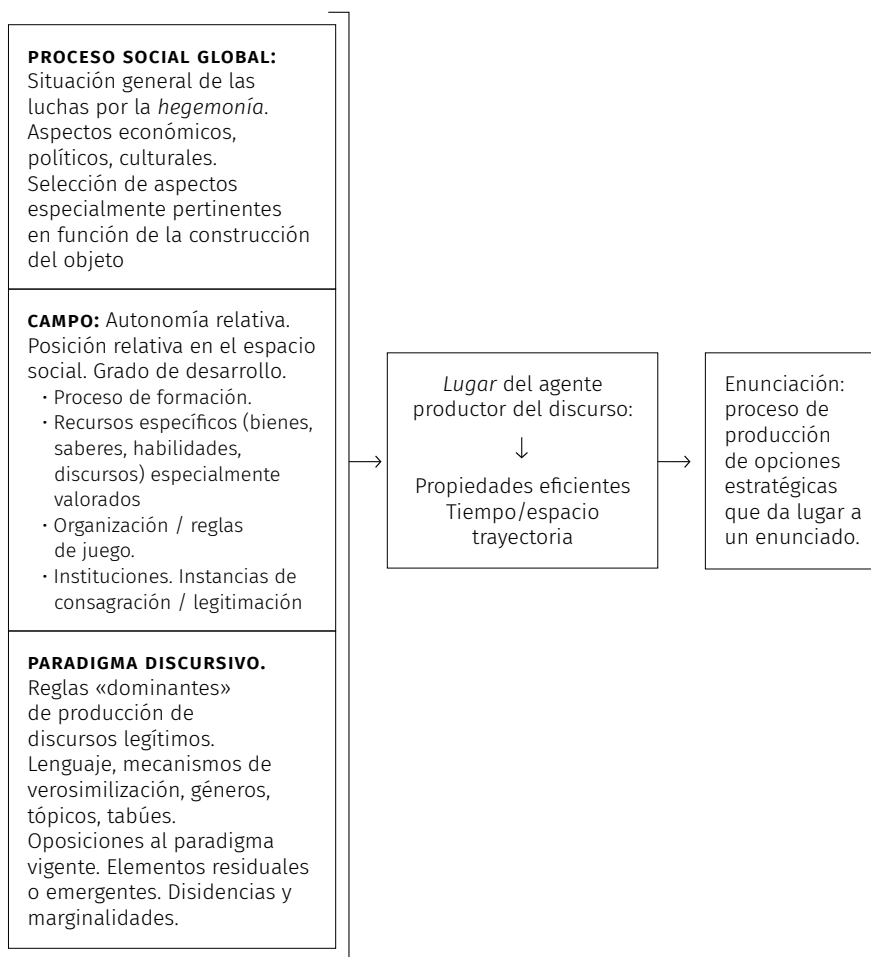 PROCESO SOCIAL GLOBAL:
Situación general de las
luchas por la hegemonía.
Aspectos económicos,
políticos, culturales.
Selección de aspectos
especialmente pertinentes
en función de la construcción
del objeto
CAMPO: Autonomía relativa.
Posición relativa en el espacio
social. Grado de desarrollo.
· Proceso de formación.
· Recursos específicos (bienes,
saberes, habilidades,
discursos) especialmente
valorados
· Organización / reglas
de juego.
· Instituciones. Instancias de
consagración / legitimación
PARADIGMA DISCURSIVO.
Reglas «dominantes»
de producción de
discursos legítimos.
Lenguaje, mecanismos de
verosimilización, géneros,
tópicos, tabúes.
Oposiciones al paradigma
vigente. Elementos residuales
o emergentes. Disidencias y
marginalidades.
Lugar del agente
productor del discurso:
↓
Propiedades eficientes
Tiempo/espacio
trayectoria
Enunciación:
proceso de
producción
de opciones
estratégicas
que da lugar a
un enunciado.